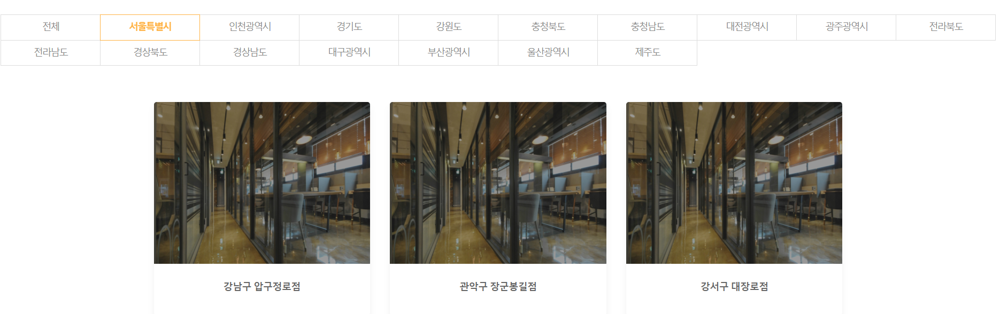 전체 서울특별시 인천광역시 경기도 강원도 충청북도 충청남도 대전광역시 광주광역시 전라북도
전라남도 경상북도 경상남도 대구광역시 부산광역시 울산광역시 제주도
강남구 압구정로점 관악구 장군봉길점 강서구 대장로점